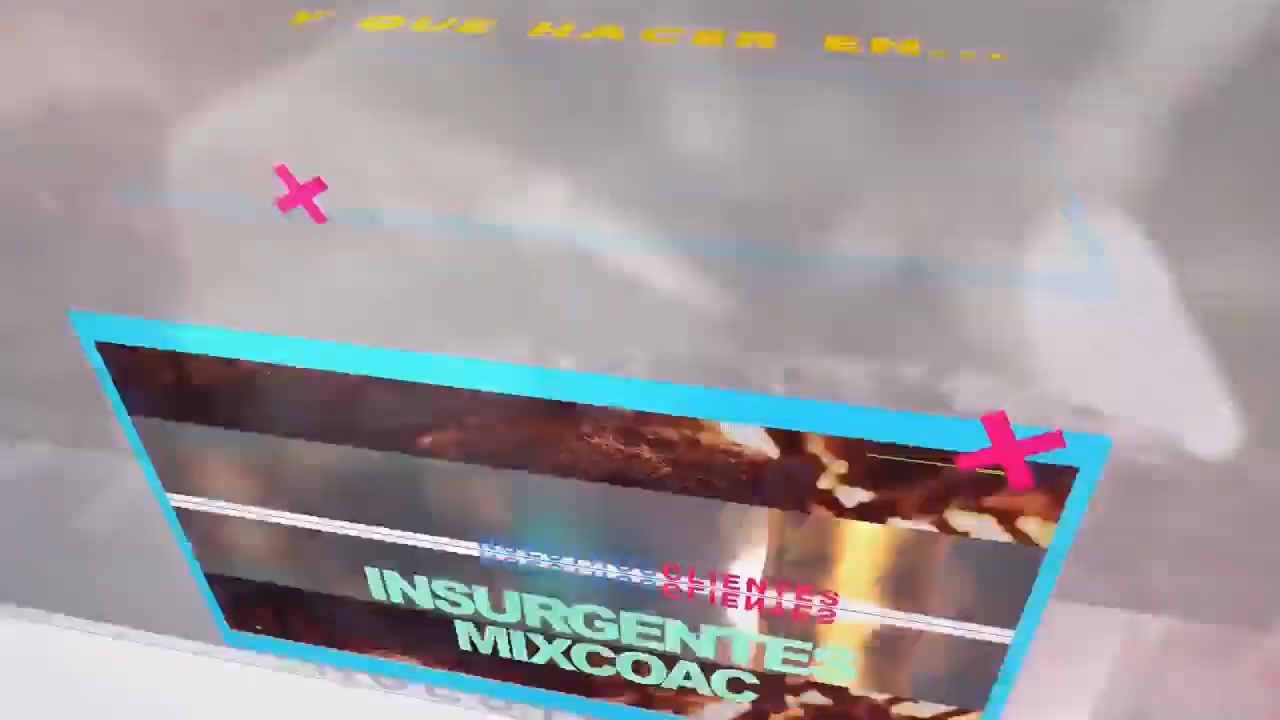 Y QUE HACER EN...
CLIENTES
INSURGENTES
MIXCOAC